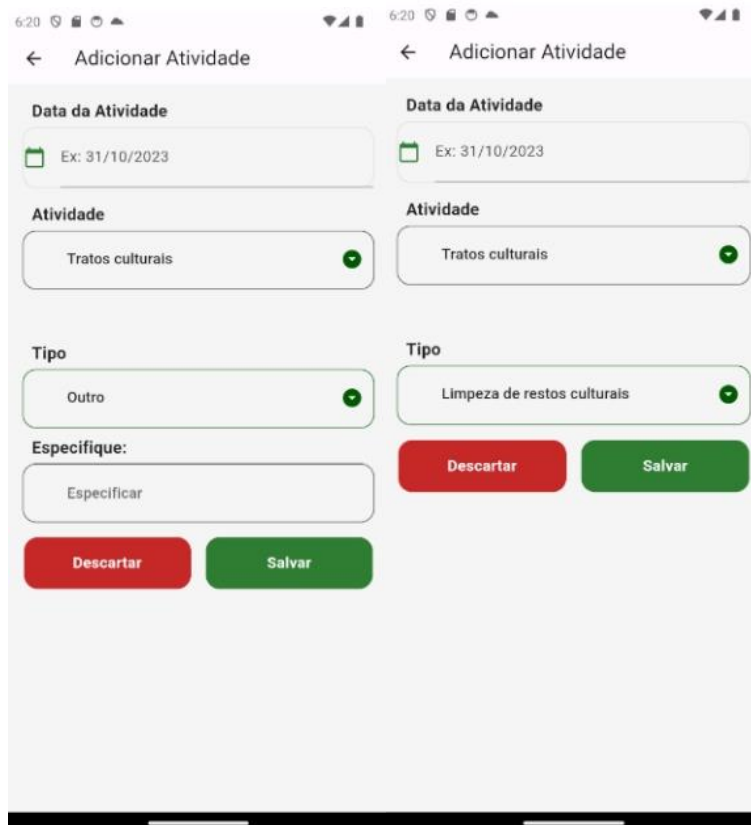 6:20
Adicionar Atividade
Data da Atividade
Ex: 31/10/2023
Atividade
Tratos culturais
Tipo
Outro
Especifique:
Especificar
Descartar Salvar
6:20
Adicionar Atividade
Data da Atividade
Ex: 31/10/2023
Atividade
Tratos culturais
Tipo
Limpeza de restos culturais
Descartar Salvar